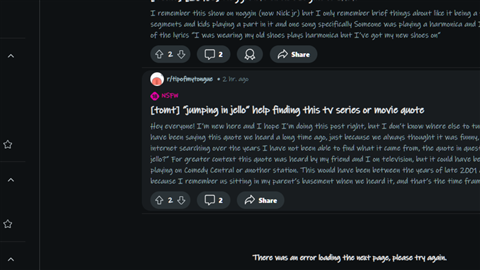 I remember this show on noggin (now Nick jr) but I only remember brief things about like it being a
segments and kids playing a part in it and one song specifically Someone was playing a harmonica and I
of the lyrics "I was wearing my old shoes plays harmonica but I've got my new shoes on"
2 2 Share
r/tipofmytongue • 2 hr. ago
NSFW
[tomt] "jumping in jello" help finding this tv series or movie quote
Hey everyone! I'm new here and I hope I'm doing this post right, but I don't know where else to tur
have been saying this quote we heard a long time ago, just because we always thought it was funny,
internet searching over the years I have not been able to find what it came from, the quote in quest
jello?" For greater context this quote was heard by my friend and I on television, but it could have be
playing on Comedy Central or another station. This would have been between the years of late 2001 a
because I remember us sitting in my parent's basement when we heard it, and that's the time fram
2 2 Share
There was an error loading the next page, please try again.